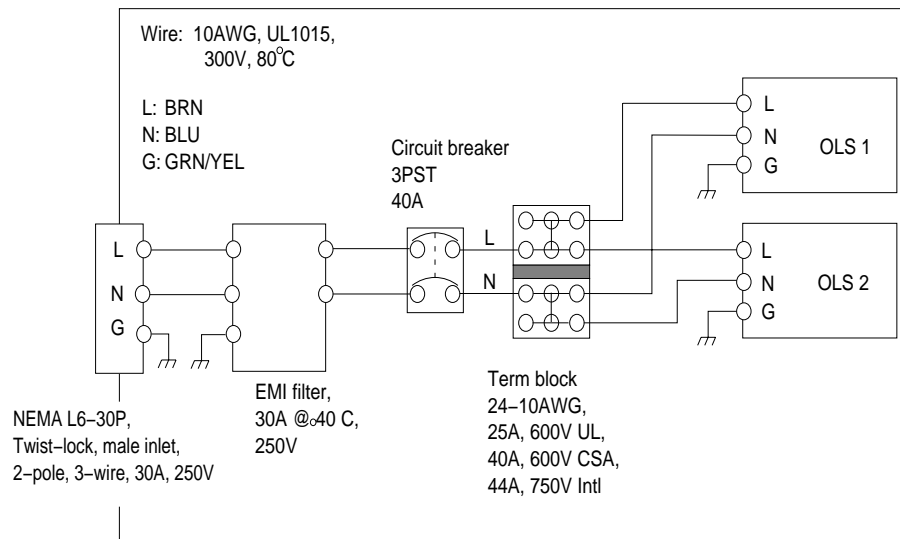 Wire: 10AWG, UL1015,
300V, 80°C
L: BRN
N: BLU
G: GRN/YEL
Circuit breaker
3PST
40A
L
N
G
NEMA L6–30P,
Twist–lock, male inlet,
2–pole, 3–wire, 30A, 250V
EMI filter,
30A @o40 C,
250V
L
N
Term block
24–10AWG,
25A, 600V UL,
40A, 600V CSA,
44A, 750V Intl
L
N
G
OLS 1
L
N
G
OLS 2